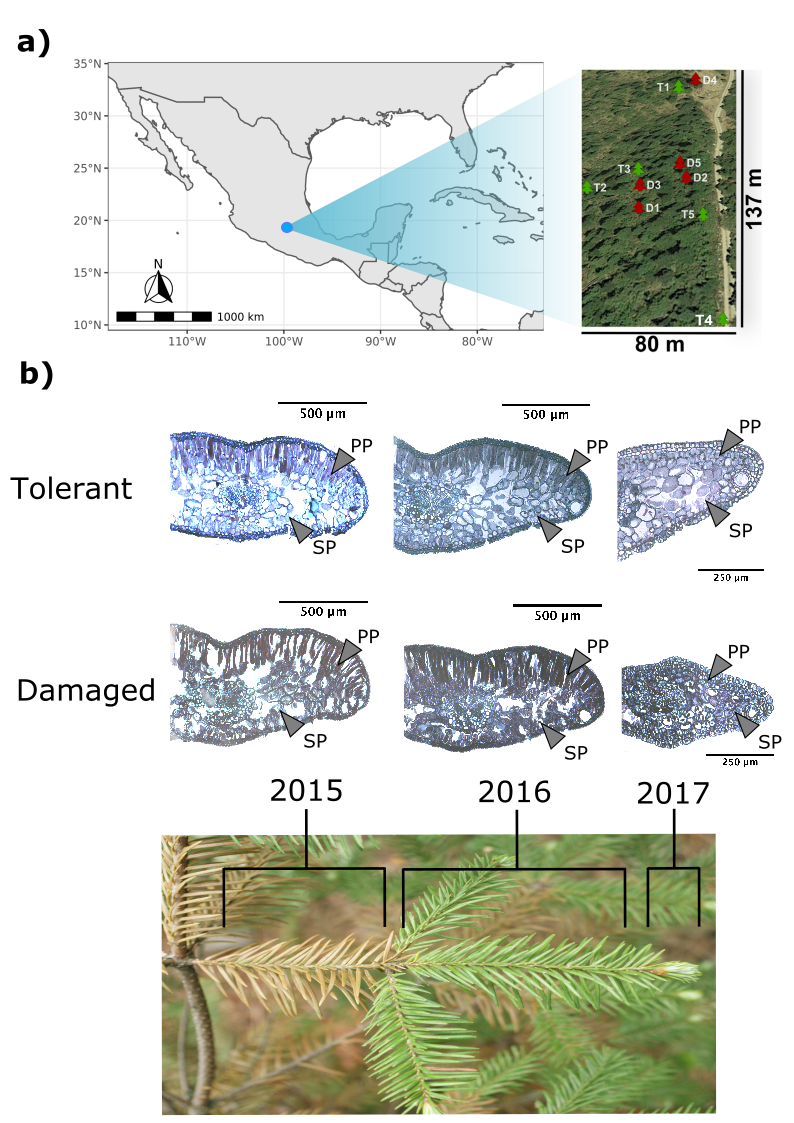 a)
35°N
30°N
25°N
20°N
15°N
10°N
110°W
100°W
90°W
80°W
N
1000 km
D4
T1
D5
T3
D2
T2
D3
D1
T5
T4
137 m
80 m
b)
Tolerant
500 µm
PP
SP
500 µm
PP
SP
PP
SP
250 µm
Damaged
500 µm
PP
SP
500 µm
PP
SP
PP
SP
250 µm
2015
2016
2017